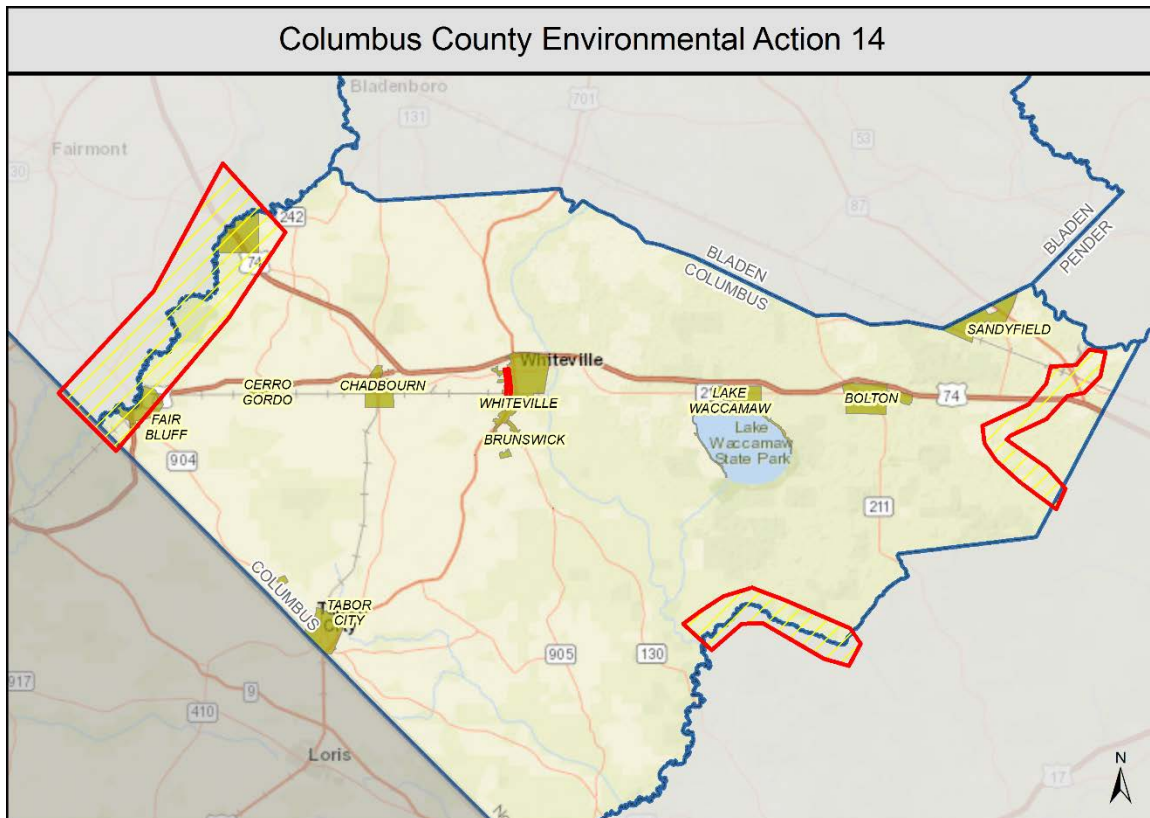 Columbus County Environmental Action 14
Bladenboro
701
131
Fairmont
53
30
87
242
BLADEN
COLUMBUS
BLADEN
PENDER
74
SANDYFIELD
Whiteville
CERRO
GORDO
CHADBOURN
WHITEVILLE
LAKE
WACCAMAW
BOLTON
74
FAIR
BLUFF
BRUNSWICK
Lake
Waccamaw
State Park
904
211
COLUMBUS
TABOR
CITY
905
130
917
9
410
Loris
17
N